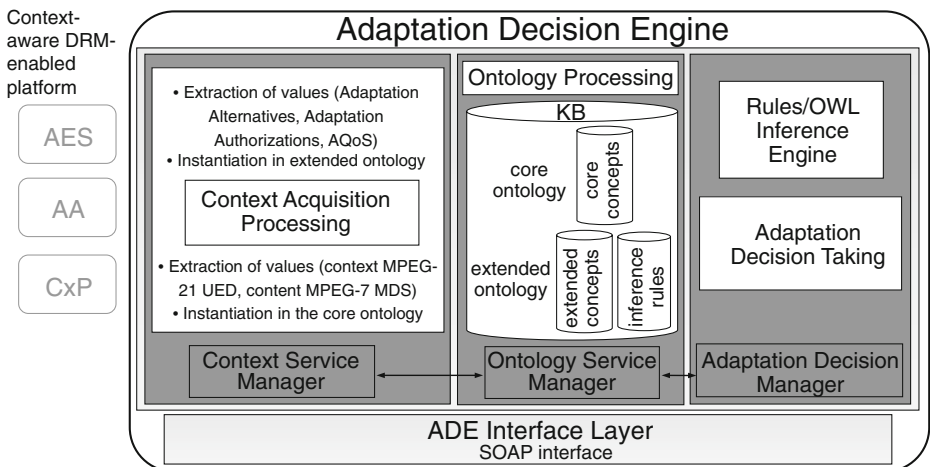 Context-
aware DRM-
enabled
platform
AES
AA
CxP
Adaptation Decision Engine
• Extraction of values (Adaptation
Alternatives, Adaptation
Authorizations, AQoS)
• Instantiation in extended ontology
Context Acquisition
Processing
• Extraction of values (context MPEG-
21 UED, content MPEG-7 MDS)
• Instantiation in the core ontology
Context Service
Manager
Ontology Processing
KB
core
ontology
core
concepts
extended
ontology
extended
concepts
inference
rules
Ontology Service
Manager
Rules/OWL
Inference
Engine
Adaptation
Decision Taking
Adaptation Decision
Manager
ADE Interface Layer
SOAP interface